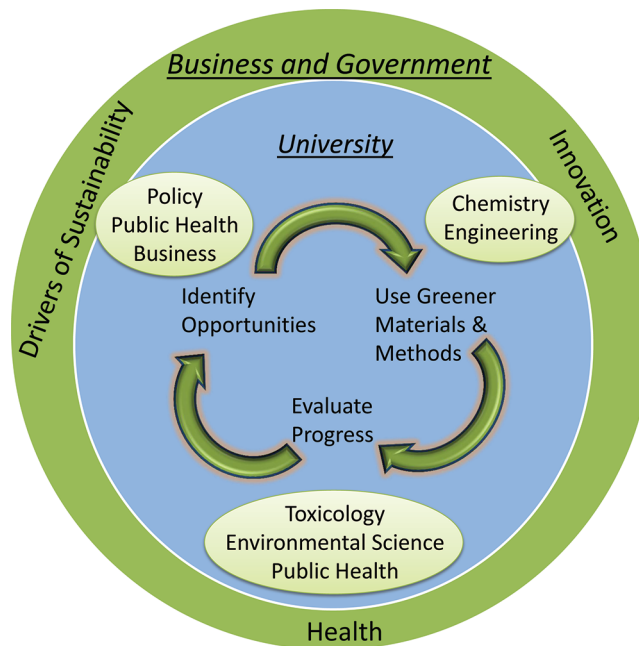 Business and Government
University
Drivers of Sustainability
Innovation
Policy
Public Health
Business
Chemistry
Engineering
Identify
Opportunities
Use Greener
Materials &
Methods
Evaluate
Progress
Toxicology
Environmental Science
Public Health
Health